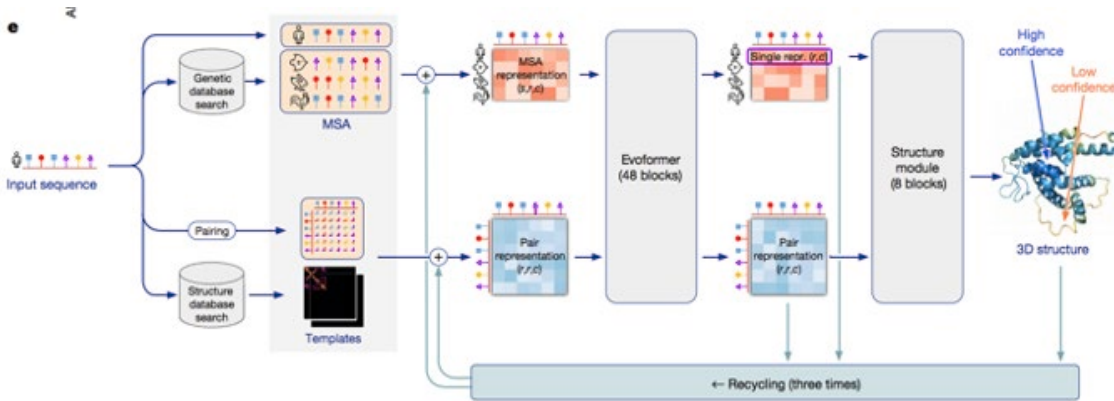 e
High
confidence
Low
confidence
Genetic
database
search
MSA
MSA
representation
(s,r,c)
Single repr. (r,c)
Input sequence
Evoformer
(48 blocks)
Structure
module
(8 blocks)
Pairing
Pair
representation
(r,r,c)
Pair
representation
(r,r,c)
3D structure
Structure
database
search
Templates
← Recycling (three times)